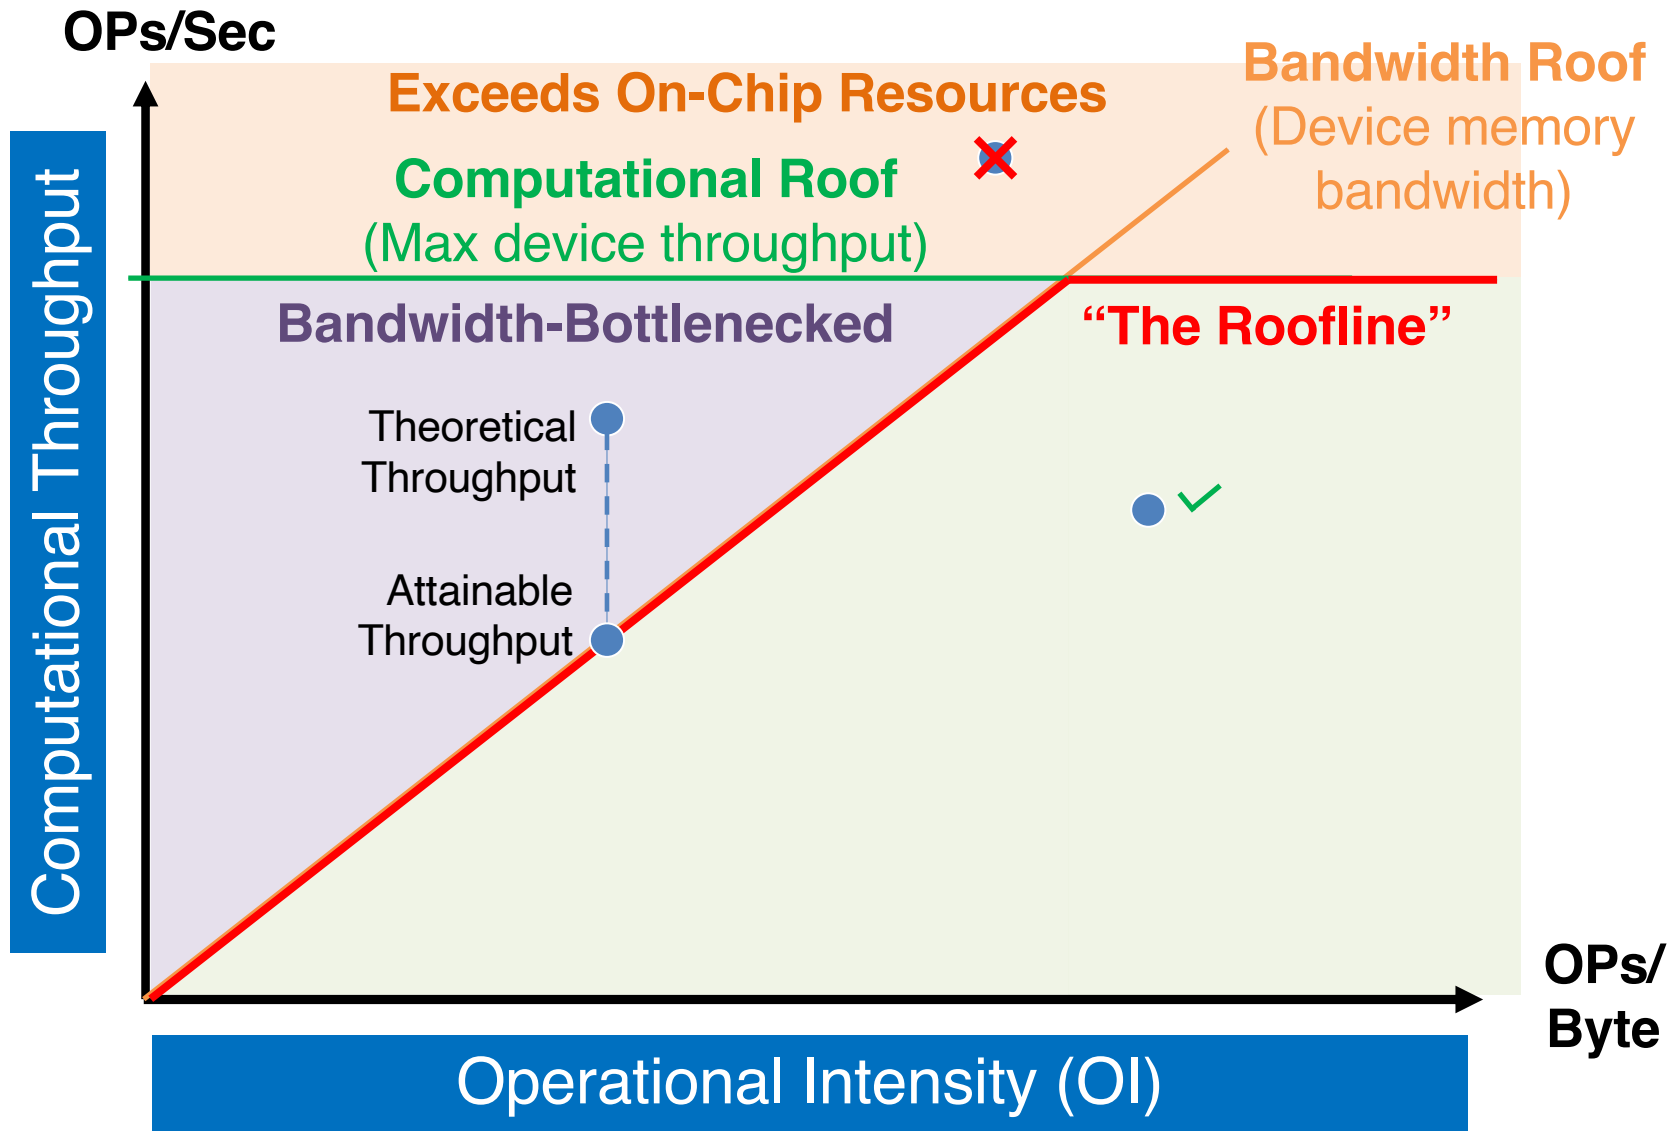 OPs/Sec
Bandwidth Roof
(Device memory
bandwidth)
Exceeds On-Chip Resources
Computational Roof
(Max device throughput)
Bandwidth-Bottlenecked
“The Roofline”
Theoretical
Throughput
Attainable
Throughput
Computational Throughput
OPs/
Byte
Operational Intensity (OI)